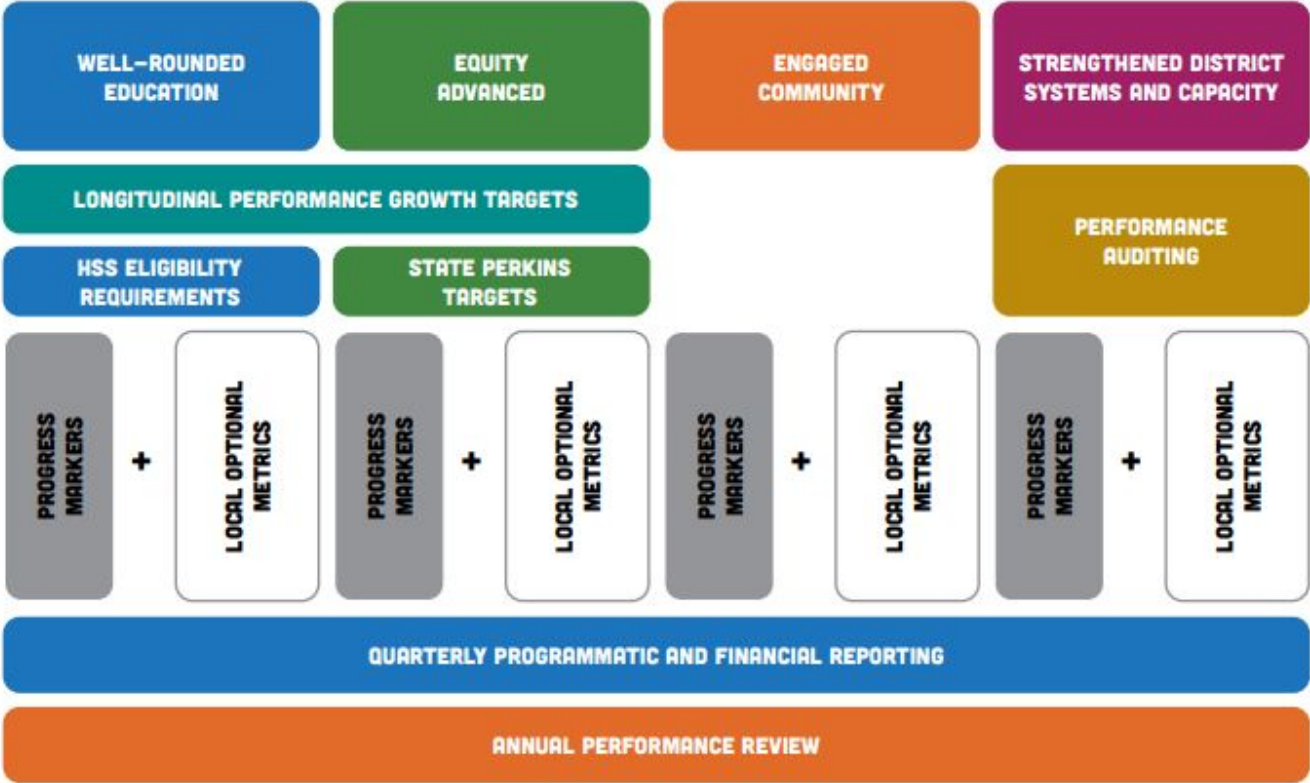 WELL-ROUNDED
EDUCATION
EQUITY
ADVANCED
ENGAGED
COMMUNITY
STRENGTHENED DISTRICT
SYSTEMS AND CAPACITY
LONGITUDINAL PERFORMANCE GROWTH TARGETS
PERFORMANCE
AUDITING
HSS ELIGIBILITY
REQUIREMENTS
STATE PERKINS
TARGETS
PROGRESS
MARKERS
+
LOCAL OPTIONAL
METRICS
PROGRESS
MARKERS
+
LOCAL OPTIONAL
METRICS
PROGRESS
MARKERS
+
LOCAL OPTIONAL
METRICS
PROGRESS
MARKERS
+
LOCAL OPTIONAL
METRICS
QUARTERLY PROGRAMMATIC AND FINANCIAL REPORTING
ANNUAL PERFORMANCE REVIEW